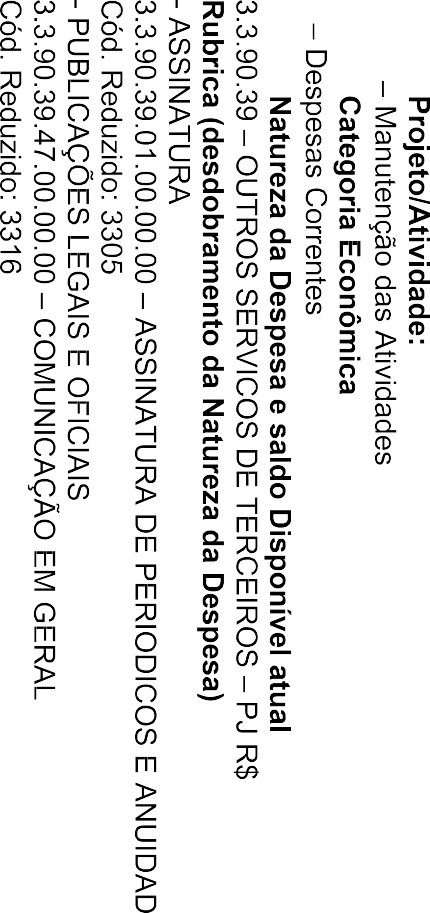 Projeto/Atividade:
– Manutenção das Atividades
Categoria Econômica
– Despesas Correntes
Natureza da Despesa e saldo Disponível atual
3.3.90.39 – OUTROS SERVICOS DE TERCEIROS – PJ R$
Rubrica (desdobramento da Natureza da Despesa)
- ASSINATURA
3.3.90.39.01.00.00.00 – ASSINATURA DE PERIODICOS E ANUIDAD
Cód. Reduzido: 3305
- PUBLICAÇÕES LEGAIS E OFICIAIS
3.3.90.39.47.00.00.00 – COMUNICAÇÃO EM GERAL
Cód. Reduzido: 3316